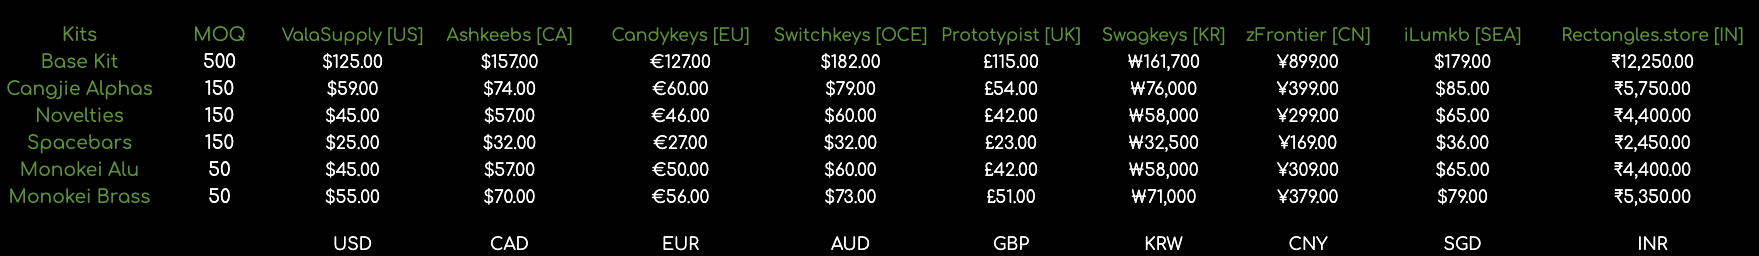 Kits MOQ ValaSupply [US] Ashkeebs [CA] Candykeys [EU] Switchkeys [OCE] Prototypist [UK] Swagkeys [KR] zFrontier [CN] iLumkb [SEA] Rectangles.store [IN]
Base Kit 500 $125.00 $157.00 €127.00 $182.00 £115.00 ₩161,700 ¥899.00 $179.00 ₹12,250.00
Cangjie Alphas 150 $59.00 $74.00 €60.00 $79.00 £54.00 ₩76,000 ¥399.00 $85.00 ₹5,750.00
Novelties 150 $45.00 $57.00 €46.00 $60.00 £42.00 ₩58,000 ¥299.00 $65.00 ₹4,400.00
Spacebars 150 $25.00 $32.00 €27.00 $32.00 £23.00 ₩32,500 ¥169.00 $36.00 ₹2,450.00
Monokei Alu 50 $45.00 $57.00 €50.00 $60.00 £42.00 ₩58,000 ¥309.00 $65.00 ₹4,400.00
Monokei Brass 50 $55.00 $70.00 €56.00 $73.00 £51.00 ₩71,000 ¥379.00 $79.00 ₹5,350.00
USD CAD EUR AUD GBP KRW CNY SGD INR